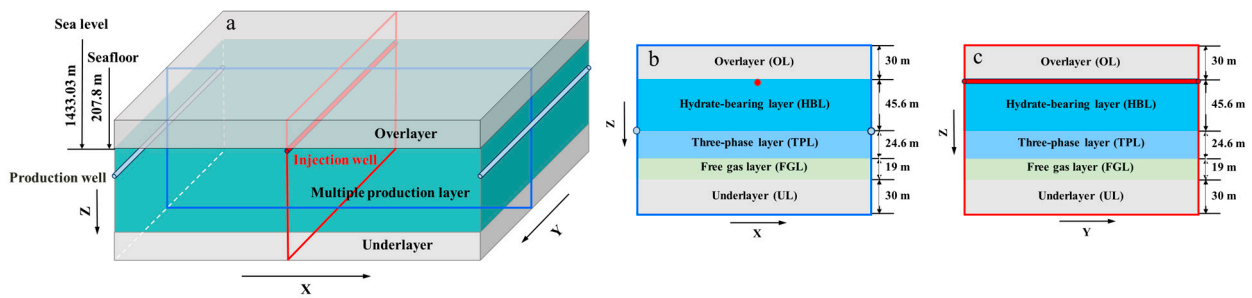 a
Sea level
Seafloor
1433.03 m
207.8 m
Overlayer
Injection well
Production well
Multiple production layer
Z
Y
Underlayer
X
b
Overlayer (OL)
30 m
Hydrate-bearing layer (HBL)
45.6 m
Z
Three-phase layer (TPL)
24.6 m
Free gas layer (FGL)
19 m
Underlayer (UL)
30 m
X
c
Overlayer (OL)
30 m
Hydrate-bearing layer (HBL)
45.6 m
Z
Three-phase layer (TPL)
24.6 m
Free gas layer (FGL)
19 m
Underlayer (UL)
30 m
Y